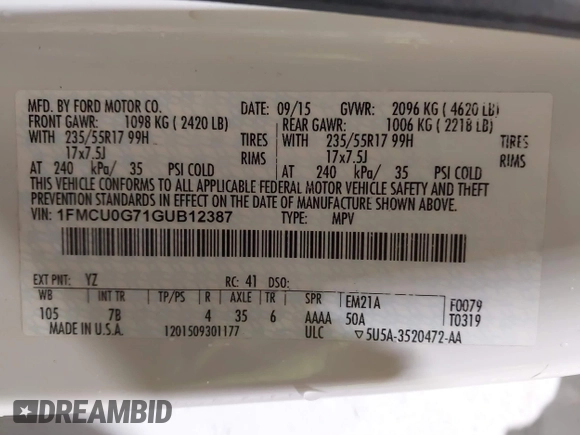 MFD. BY FORD MOTOR CO. DATE: 09/15 GVWR: 2096 KG ( 4620 LB)
FRONT GAWR: 1098 KG ( 2420 LB) REAR GAWR: 1006 KG ( 2218 LB)
WITH 235/55R17 99H TIRES WITH 235/55R17 99H TIRES
17x7.5J RIMS 17x7.5J RIMS
AT 240 kPa/ 35 PSI COLD AT 240 kPa/ 35 PSI COLD
THIS VEHICLE CONFORMS TO ALL APPLICABLE FEDERAL MOTOR VEHICLE SAFETY AND THEFT
PREVENTION STANDARDS IN EFFECT ON THE DATE OF MANUFACTURE SHOWN ABOVE.
VIN: 1FMCU0G71GUB12387 TYPE: MPV
EXT PNT: YZ RC: 41 DSO:
WB INT TR TP/PS R AXLE TR SPR EM21A F0079
105 7B 4 35 6 AAAA 50A T0319
MADE IN U.S.A. 1201509301177 ULC ▽5U5A-3520472-AA
DREAMBID